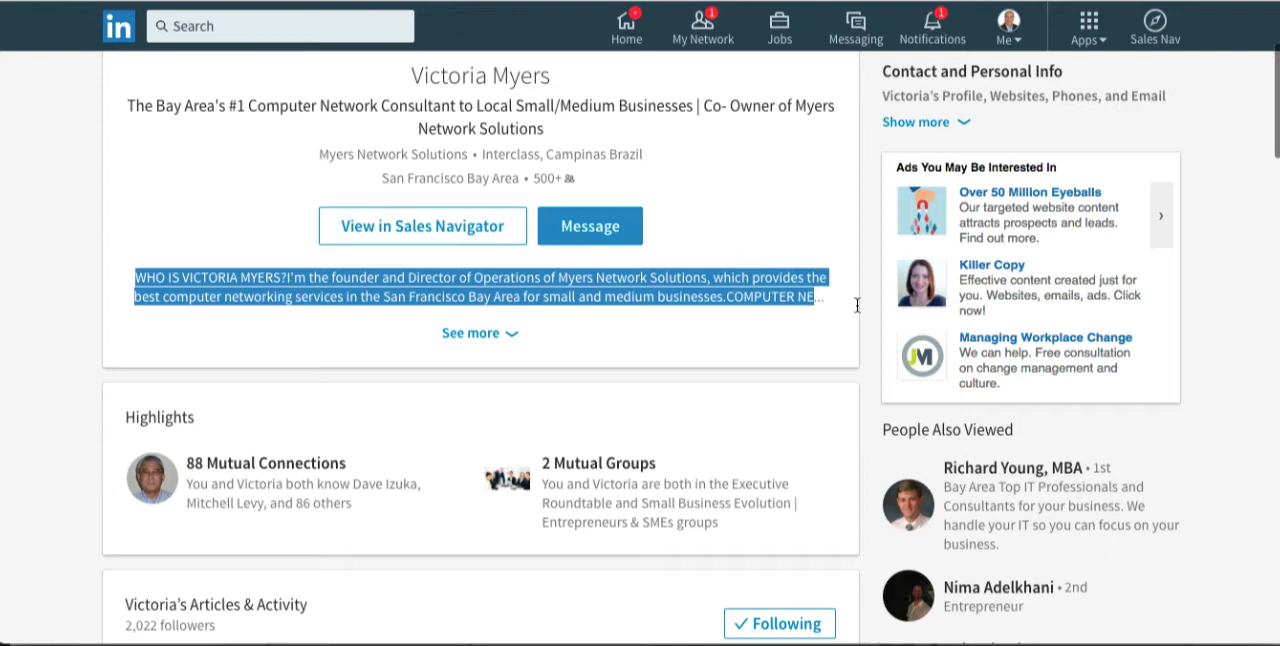 in
Search
Home
My Network
1
Jobs
Messaging
Notifications
1
Me
Apps
Sales Nav
Victoria Myers
The Bay Area's #1 Computer Network Consultant to Local Small/Medium Businesses | Co- Owner of Myers
Network Solutions
Myers Network Solutions • Interclass, Campinas Brazil
San Francisco Bay Area • 500+
View in Sales Navigator
Message
WHO IS VICTORIA MYERS?I'm the founder and Director of Operations of Myers Network Solutions, which provides the
best computer networking services in the San Francisco Bay Area for small and medium businesses.COMPUTER NE...
See more
Highlights
88 Mutual Connections
You and Victoria both know Dave Izuka,
Mitchell Levy, and 86 others
2 Mutual Groups
You and Victoria are both in the Executive
Roundtable and Small Business Evolution |
Entrepreneurs & SMEs groups
Victoria's Articles & Activity
2,022 followers
Following
Contact and Personal Info
Victoria's Profile, Websites, Phones, and Email
Show more
Ads You May Be Interested In
Over 50 Million Eyeballs
Our targeted website content
attracts prospects and leads.
Find out more.
Killer Copy
Effective content created just for
you. Websites, emails, ads. Click
now!
JM
Managing Workplace Change
We can help. Free consultation
on change management and
culture.
People Also Viewed
Richard Young, MBA • 1st
Bay Area Top IT Professionals and
Consultants for your business. We
handle your IT so you can focus on your
business.
Nima Adelkhani • 2nd
Entrepreneur